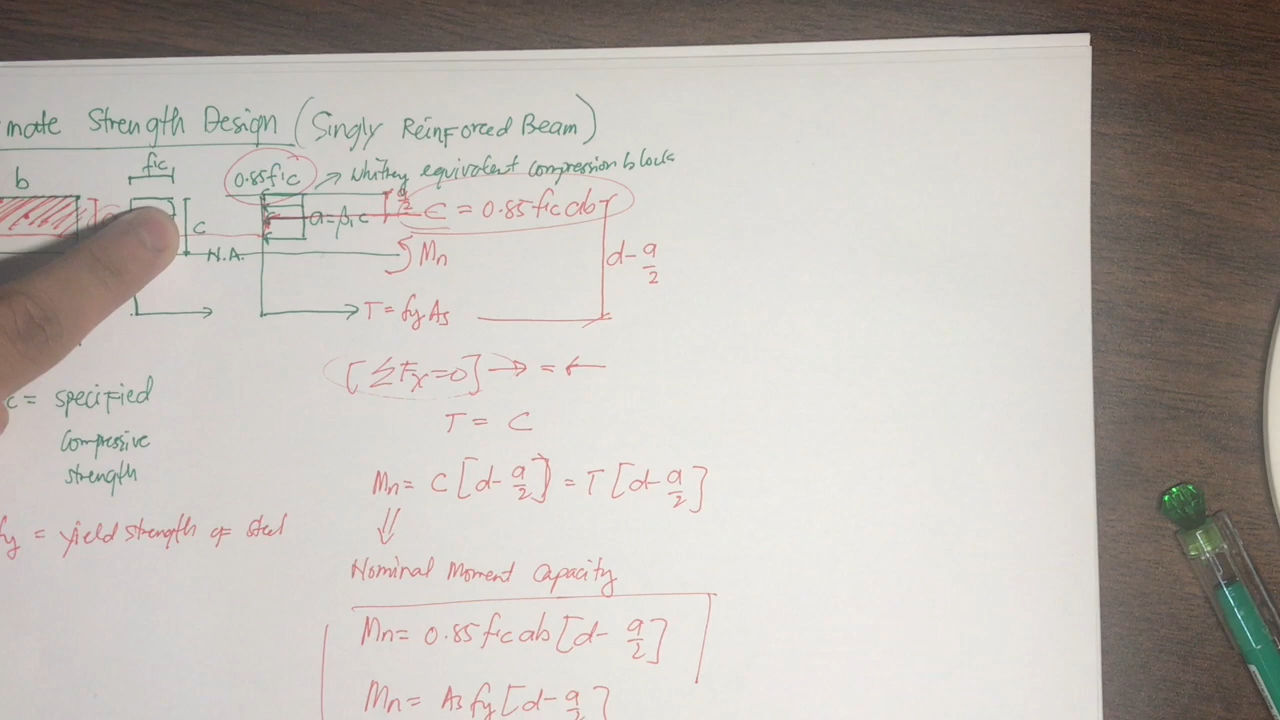 mate Strength Design (Singly Reinforced Beam)
b
f'c
0.85f'c → Whitney equivalent compression block
c
a=β₁c
a/2
C = 0.85f'c ab
N.A.
Mn
d-a/2
T = fy As
[ΣFx=0] → = ←
T = C
c = specified
compressive
strength
Mn = C[d-a/2] = T[d-a/2]
fy = yield strength of steel
Nominal Moment Capacity
Mn = 0.85f'c ab[d-a/2]
Mn = As fy[d-a/2]